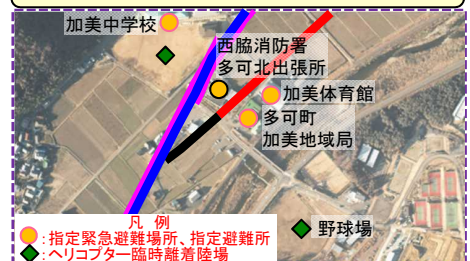 加美中学校
西脇消防署
多可北出張所
加美体育館
多可町
加美地域局
野球場
凡 例
:指定緊急避難場所、指定避難所
:ヘリコプター臨時離着陸場